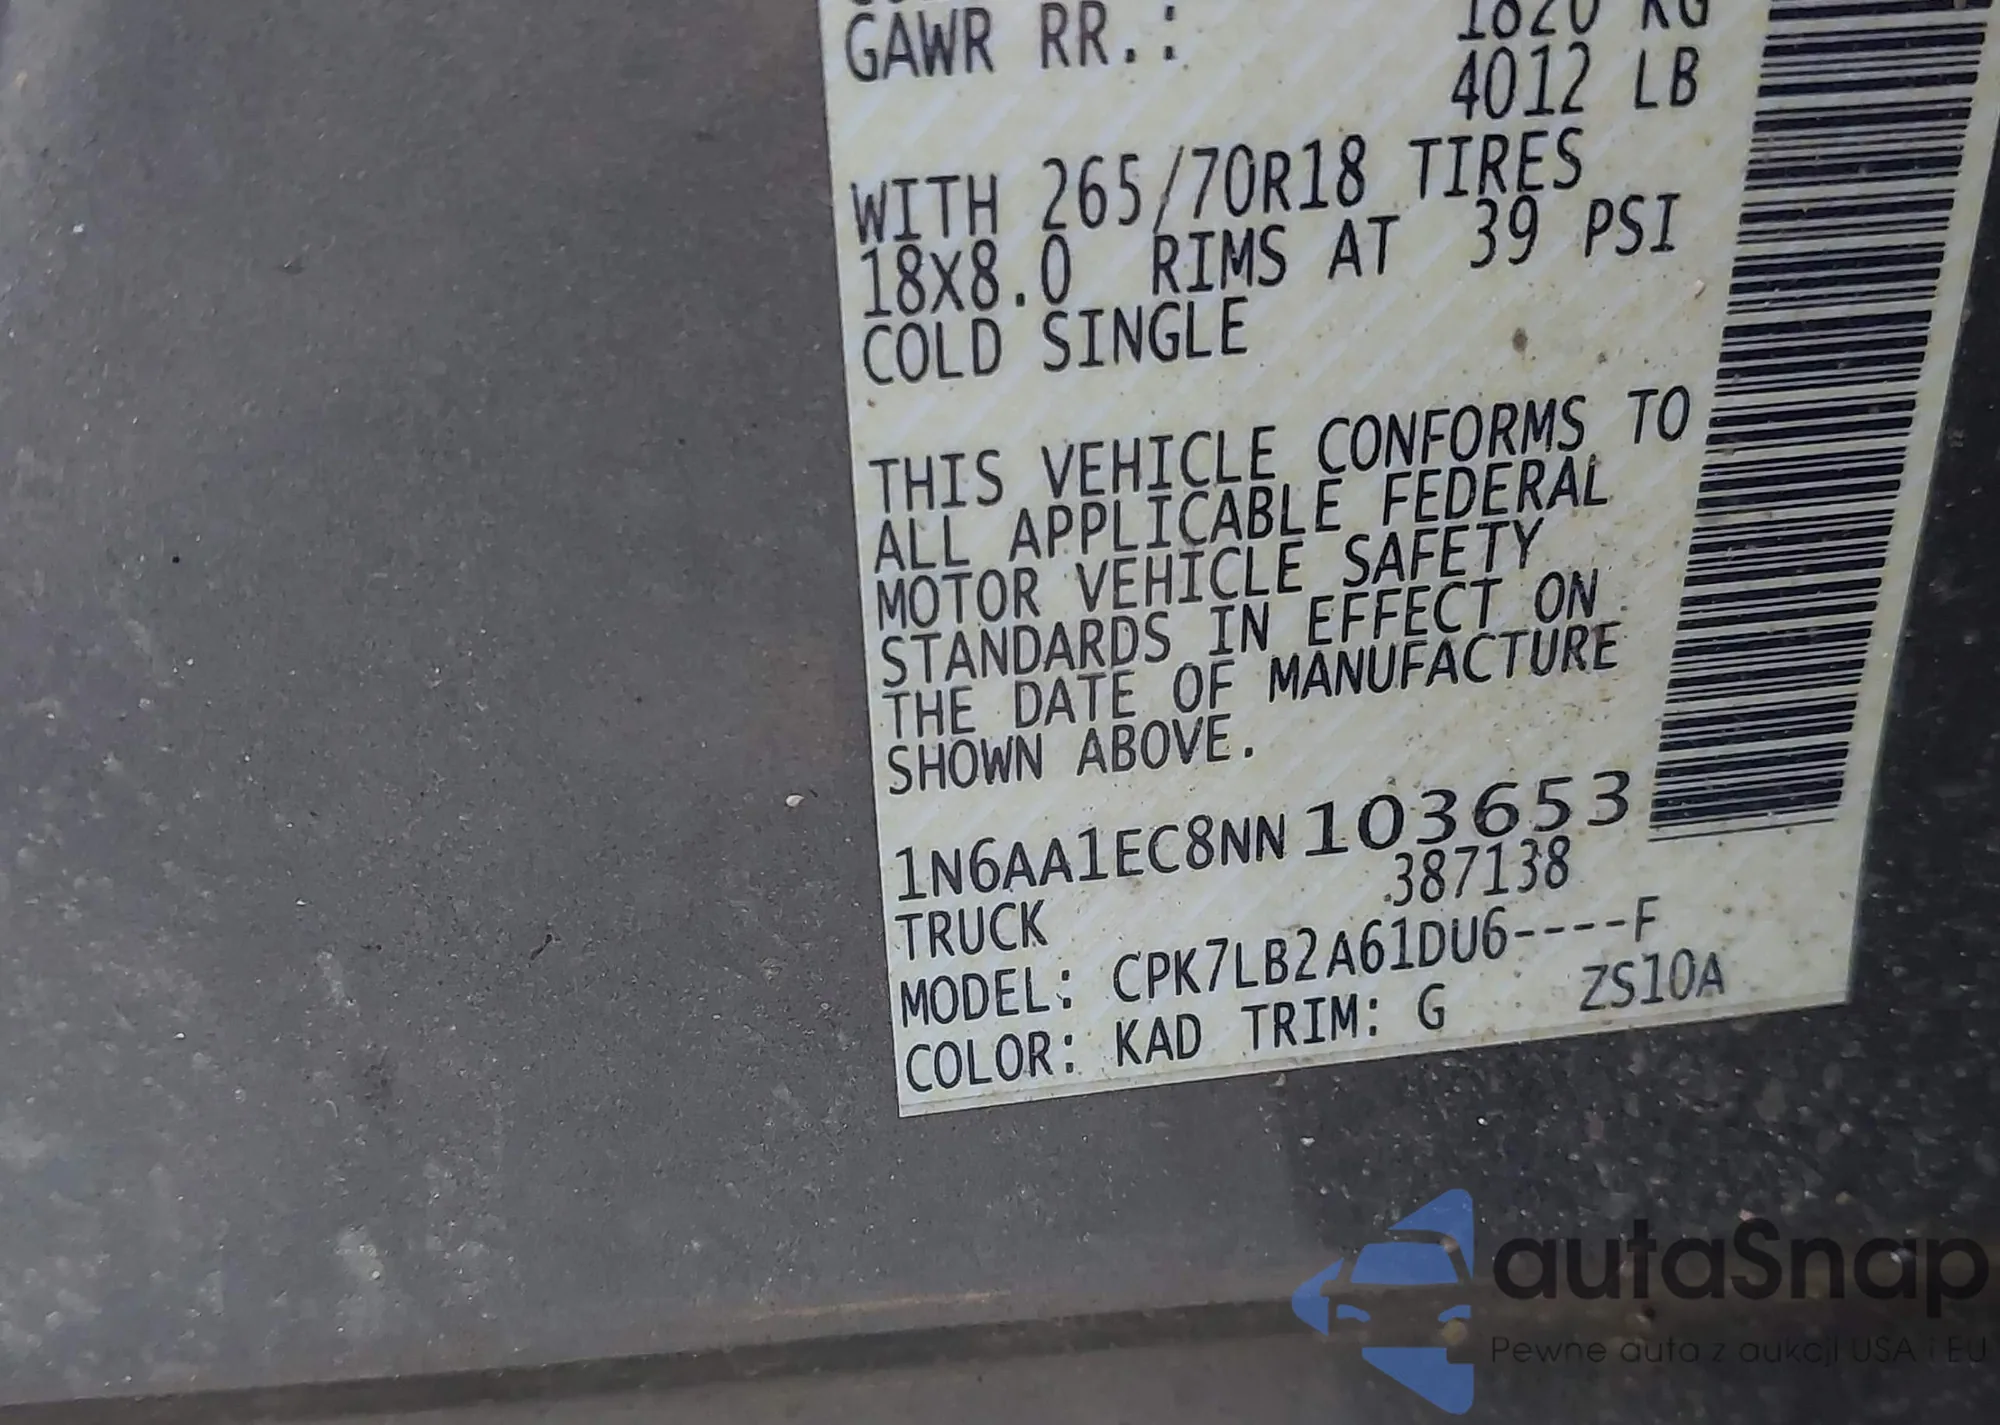 GAWR RR.: 1820 KG
4012 LB
WITH 265/70R18 TIRES
18X8.0 RIMS AT 39 PSI
COLD SINGLE
THIS VEHICLE CONFORMS TO
ALL APPLICABLE FEDERAL
MOTOR VEHICLE SAFETY
STANDARDS IN EFFECT ON
THE DATE OF MANUFACTURE
SHOWN ABOVE.
1N6AA1EC8NN103653
387138
TRUCK
MODEL: CPK7LB2A61DU6----F
COLOR: KAD TRIM: G ZS10A
autaSnap
Pewne auta z aukcji USA i EU